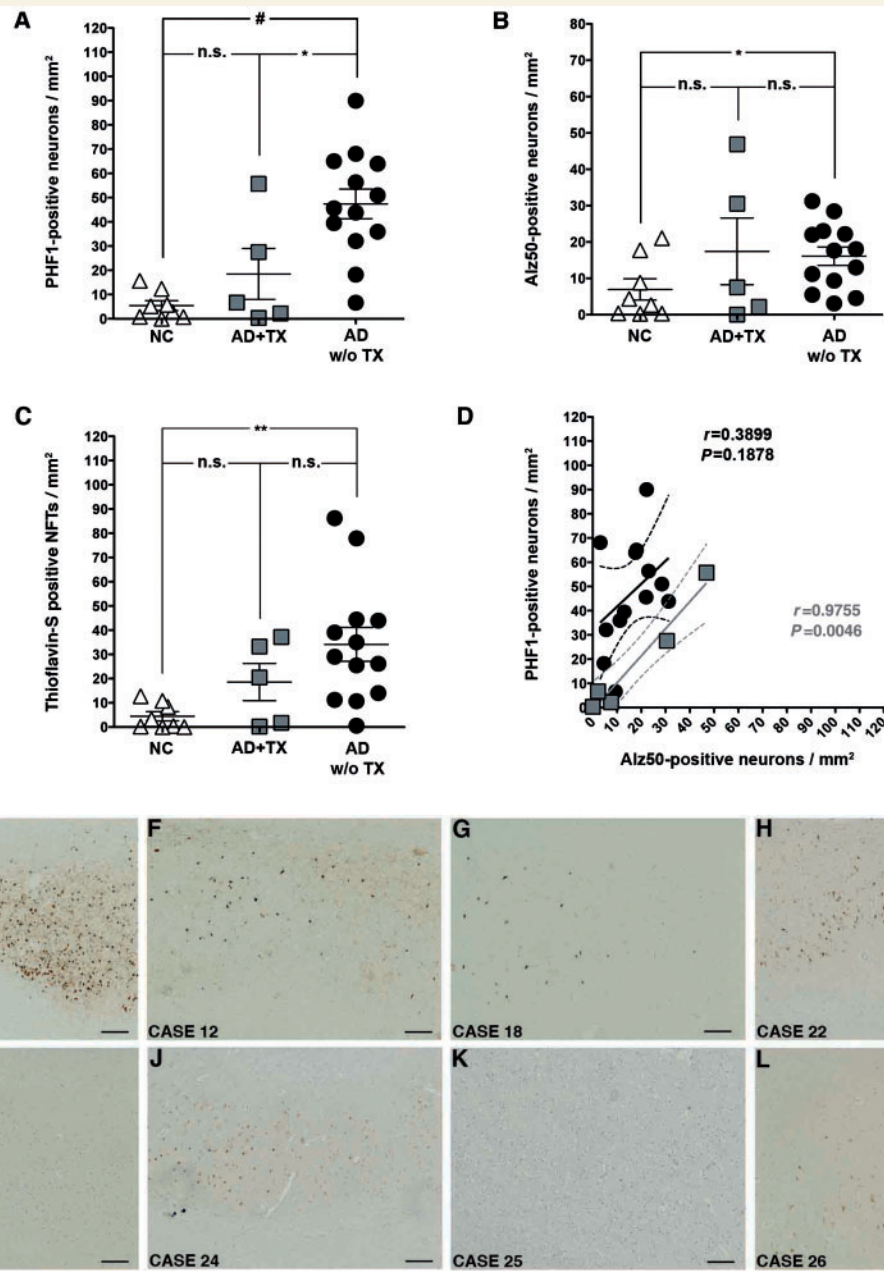 A
#
n.s.
*
PHF1-positive neurons / mm²
120
110
100
90
80
70
60
50
40
30
20
10
0
NC
AD+TX
AD
w/o TX
B
*
n.s.
n.s.
Alz50-positive neurons / mm²
80
70
60
50
40
30
20
10
0
NC
AD+TX
AD
w/o TX
C
**
n.s.
n.s.
Thioflavin-S positive NFTs / mm²
120
110
100
90
80
70
60
50
40
30
20
10
0
NC
AD+TX
AD
w/o TX
D
r=0.3899
P=0.1878
r=0.9755
P=0.0046
PHF1-positive neurons / mm²
120
110
100
90
80
70
60
50
40
30
20
10
0
0 10 20 30 40 50 60 70 80 90 100 110 120
Alz50-positive neurons / mm²
F
CASE 12
G
CASE 18
H
CASE 22
J
CASE 24
K
CASE 25
L
CASE 26